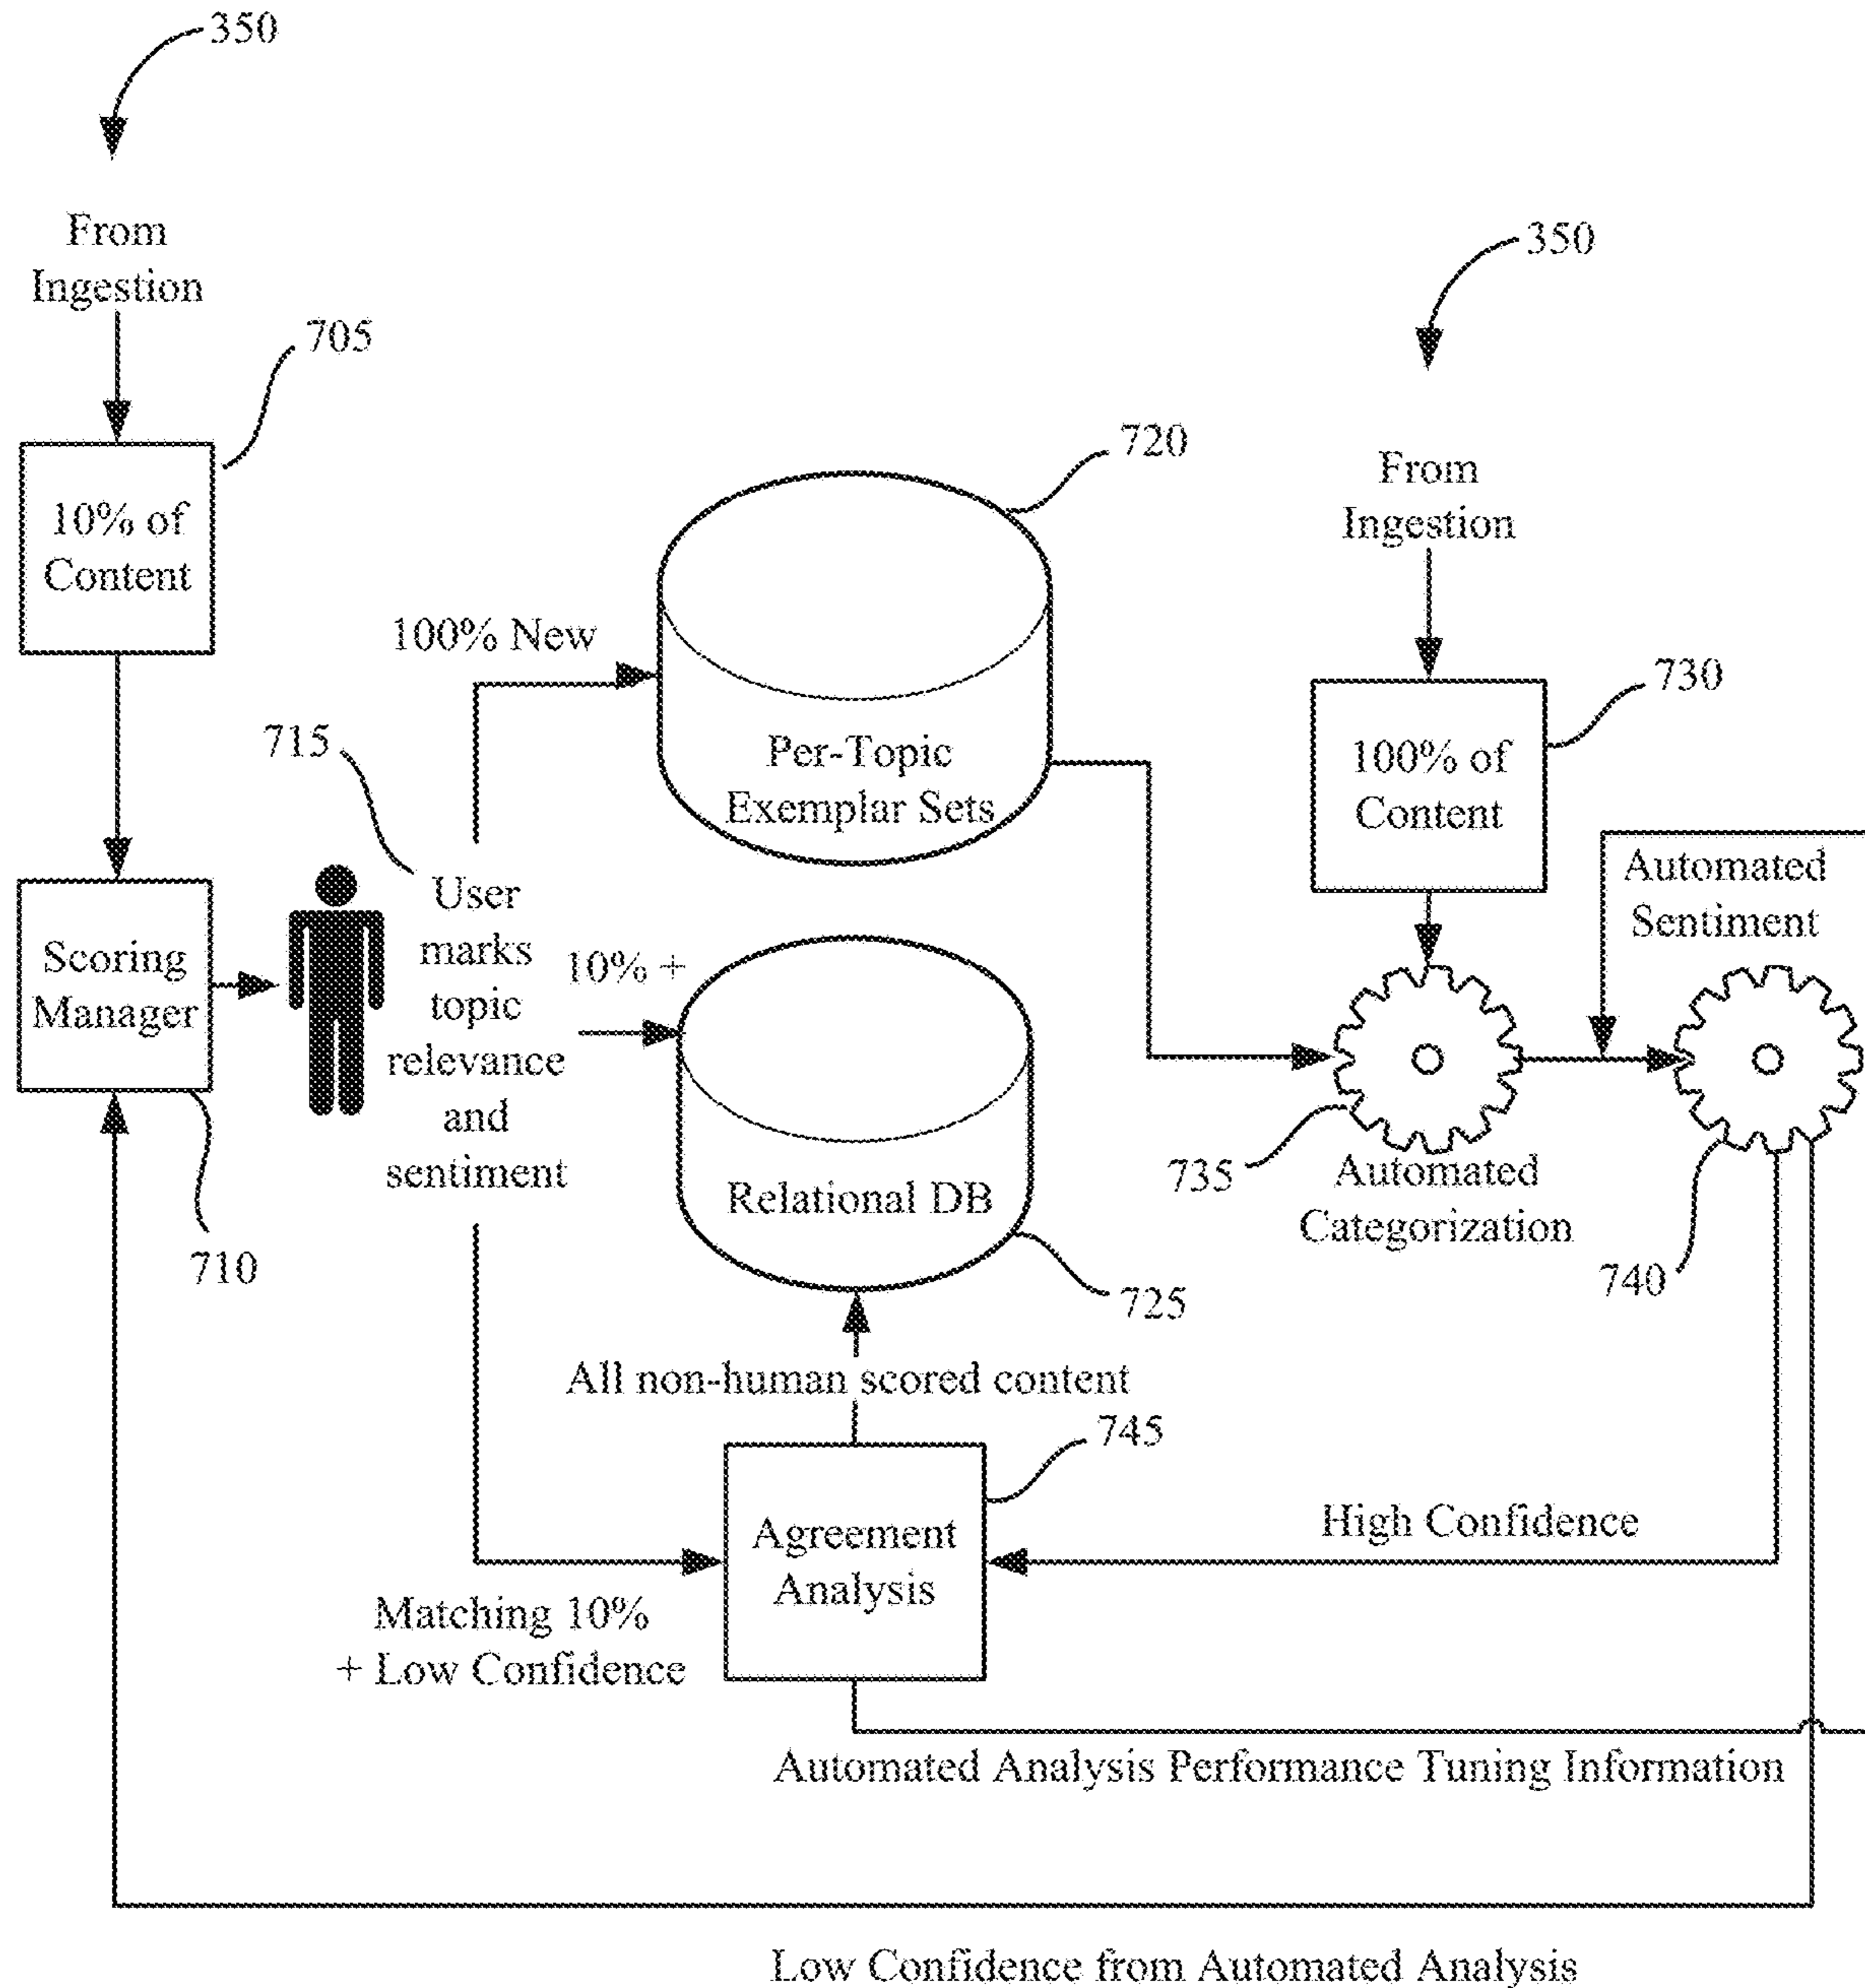 350
From
Ingestion
705
10% of
Content
350
From
Ingestion
720
100% New
Per-Topic
Exemplar Sets
730
100% of
Content
715
User
marks
topic
relevance
and
sentiment
Scoring
Manager
710
10% +
Relational DB
725
Automated
Sentiment
735
Automated
Categorization
740
All non-human scored content
745
Agreement
Analysis
High Confidence
Matching 10%
+ Low Confidence
Automated Analysis Performance Tuning Information
Low Confidence from Automated Analysis